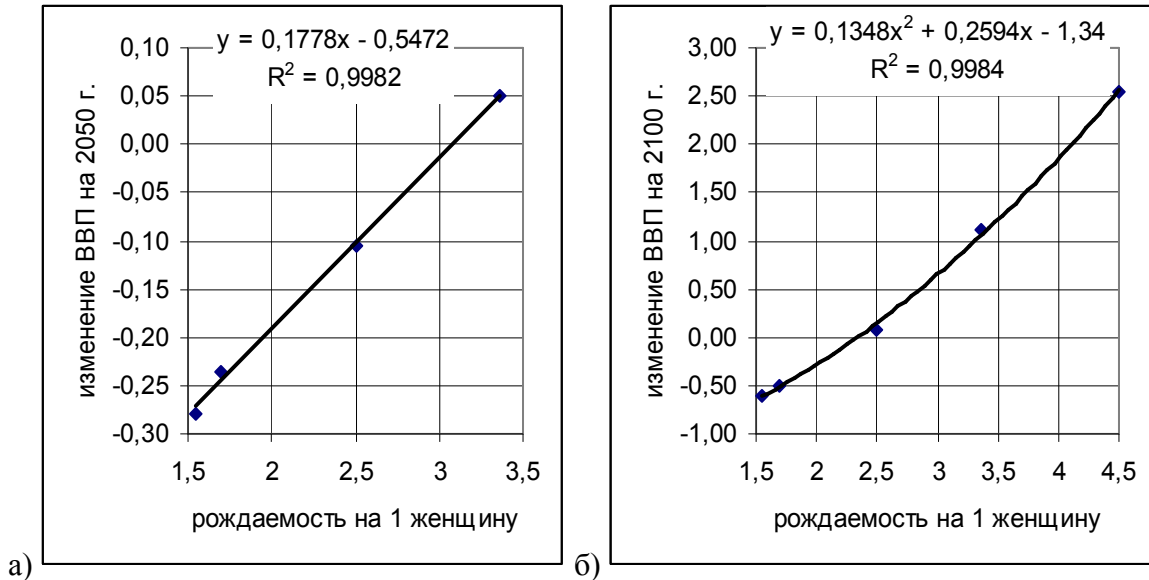 y = 0,1778x - 0,5472
R² = 0,9982
изменение ВВП на 2050 г.
0,10
0,05
0,00
-0,05
-0,10
-0,15
-0,20
-0,25
-0,30
1,5 2 2,5 3 3,5
рождаемость на 1 женщину
а)
y = 0,1348x² + 0,2594x - 1,34
R² = 0,9984
изменение ВВП на 2100 г.
3,00
2,50
2,00
1,50
1,00
0,50
0,00
-0,50
-1,00
1,5 2 2,5 3 3,5 4 4,5
рождаемость на 1 женщину
б)